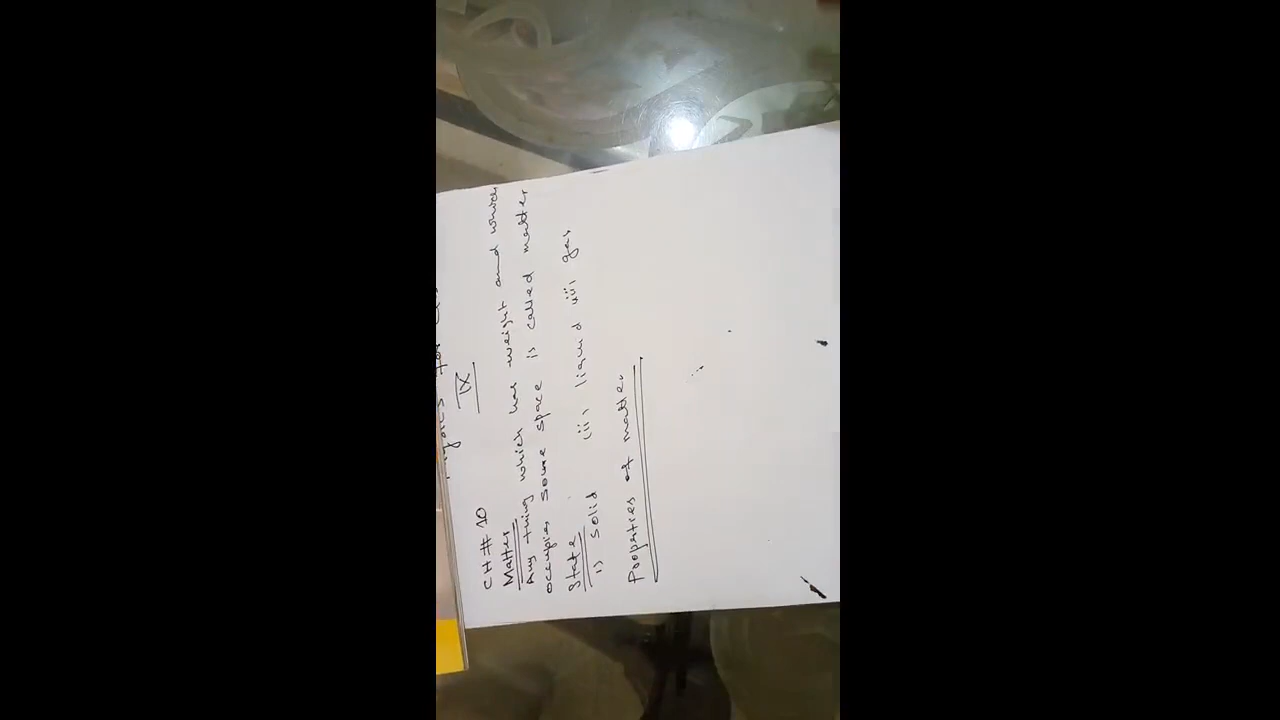 IX
CH # 10
Matter
Any thing which has weight and which
occupies some space is called matter
State
i) solid ii) liquid iii) gas
Pooperties of matter